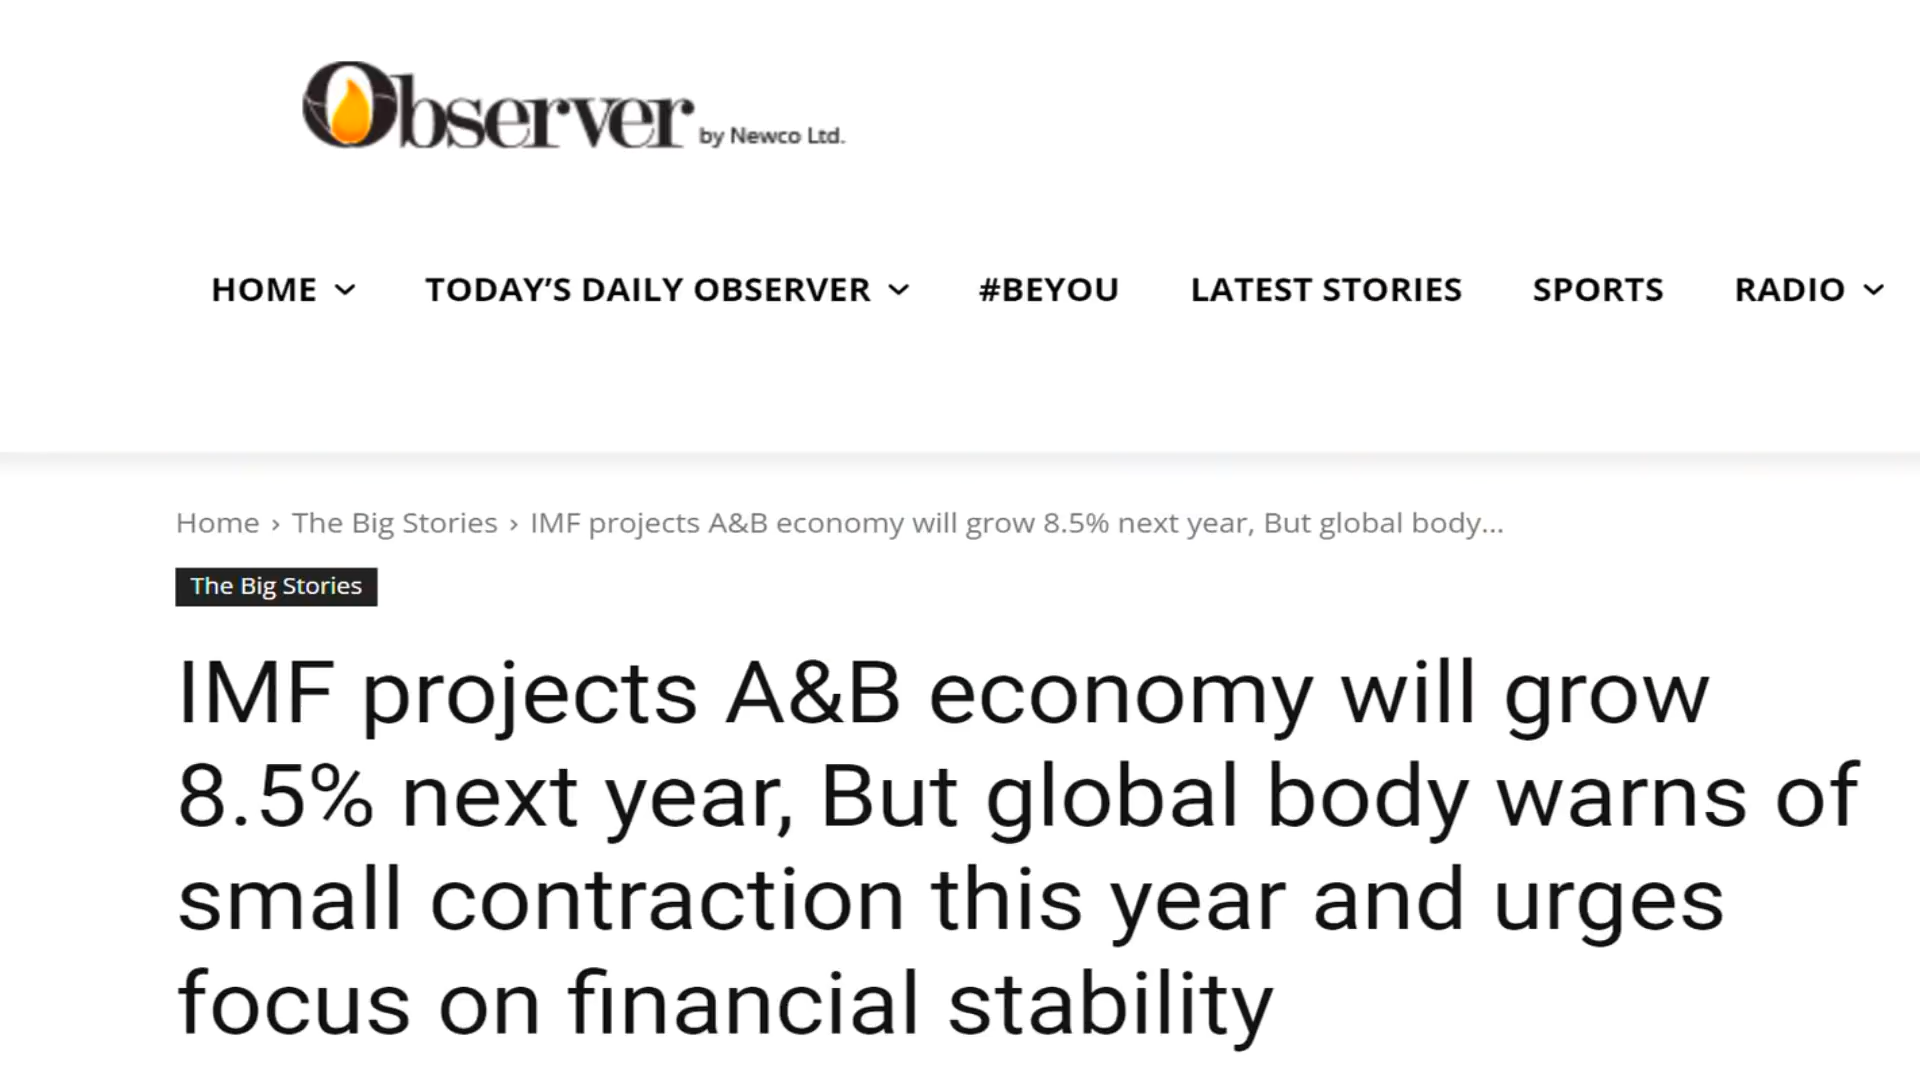 Observer by Newco Ltd.
HOME TODAY’S DAILY OBSERVER #BEYOU LATEST STORIES SPORTS RADIO
Home › The Big Stories › IMF projects A&B economy will grow 8.5% next year, But global body...
The Big Stories
IMF projects A&B economy will grow
8.5% next year, But global body warns of
small contraction this year and urges
focus on financial stability